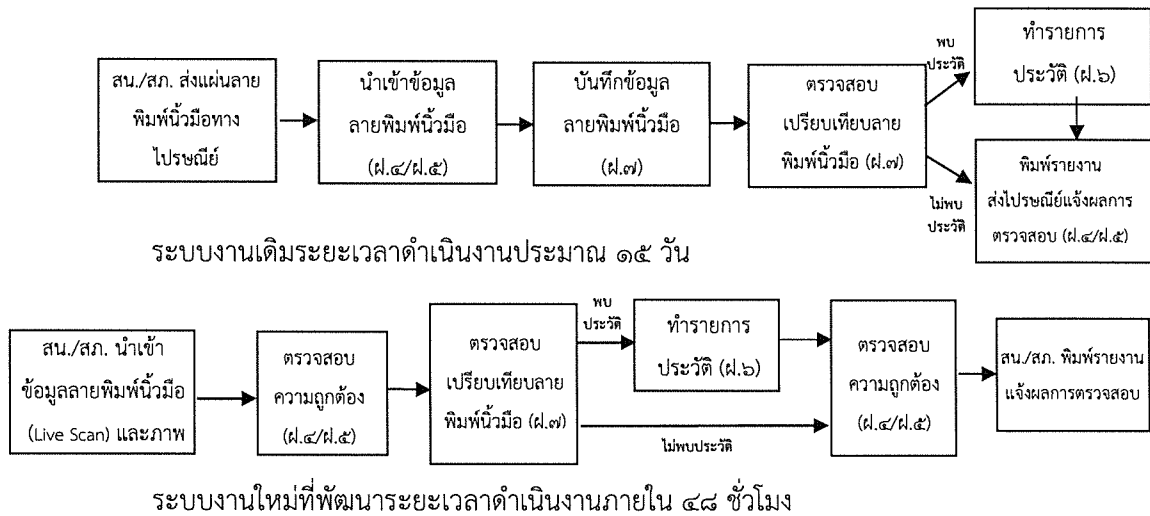 สน./สภ. ส่งแผ่นลาย
พิมพ์นิ้วมือทาง
ไปรษณีย์
นำเข้าข้อมูล
ลายพิมพ์นิ้วมือ
(ฝ.๔/ฝ.๕)
บันทึกข้อมูล
ลายพิมพ์นิ้วมือ
(ฝ.๗)
ตรวจสอบ
เปรียบเทียบลาย
พิมพ์นิ้วมือ (ฝ.๗)
พบ
ประวัติ
ทำรายการ
ประวัติ (ฝ.๖)
ไม่พบ
ประวัติ
พิมพ์รายงาน
ส่งไปรษณีย์แจ้งผลการ
ตรวจสอบ (ฝ.๔/ฝ.๕)
ระบบงานเดิมระยะเวลาดำเนินงานประมาณ ๑๕ วัน
สน./สภ. นำเข้า
ข้อมูลลายพิมพ์นิ้วมือ
(Live Scan) และภาพ
ตรวจสอบ
ความถูกต้อง
(ฝ.๔/ฝ.๕)
ตรวจสอบ
เปรียบเทียบลาย
พิมพ์นิ้วมือ (ฝ.๗)
พบ
ประวัติ
ทำรายการ
ประวัติ (ฝ.๖)
ไม่พบประวัติ
ตรวจสอบ
ความถูกต้อง
(ฝ.๔/ฝ.๕)
สน./สภ. พิมพ์รายงาน
แจ้งผลการตรวจสอบ
ระบบงานใหม่ที่พัฒนาระยะเวลาดำเนินงานภายใน ๔๘ ชั่วโมง